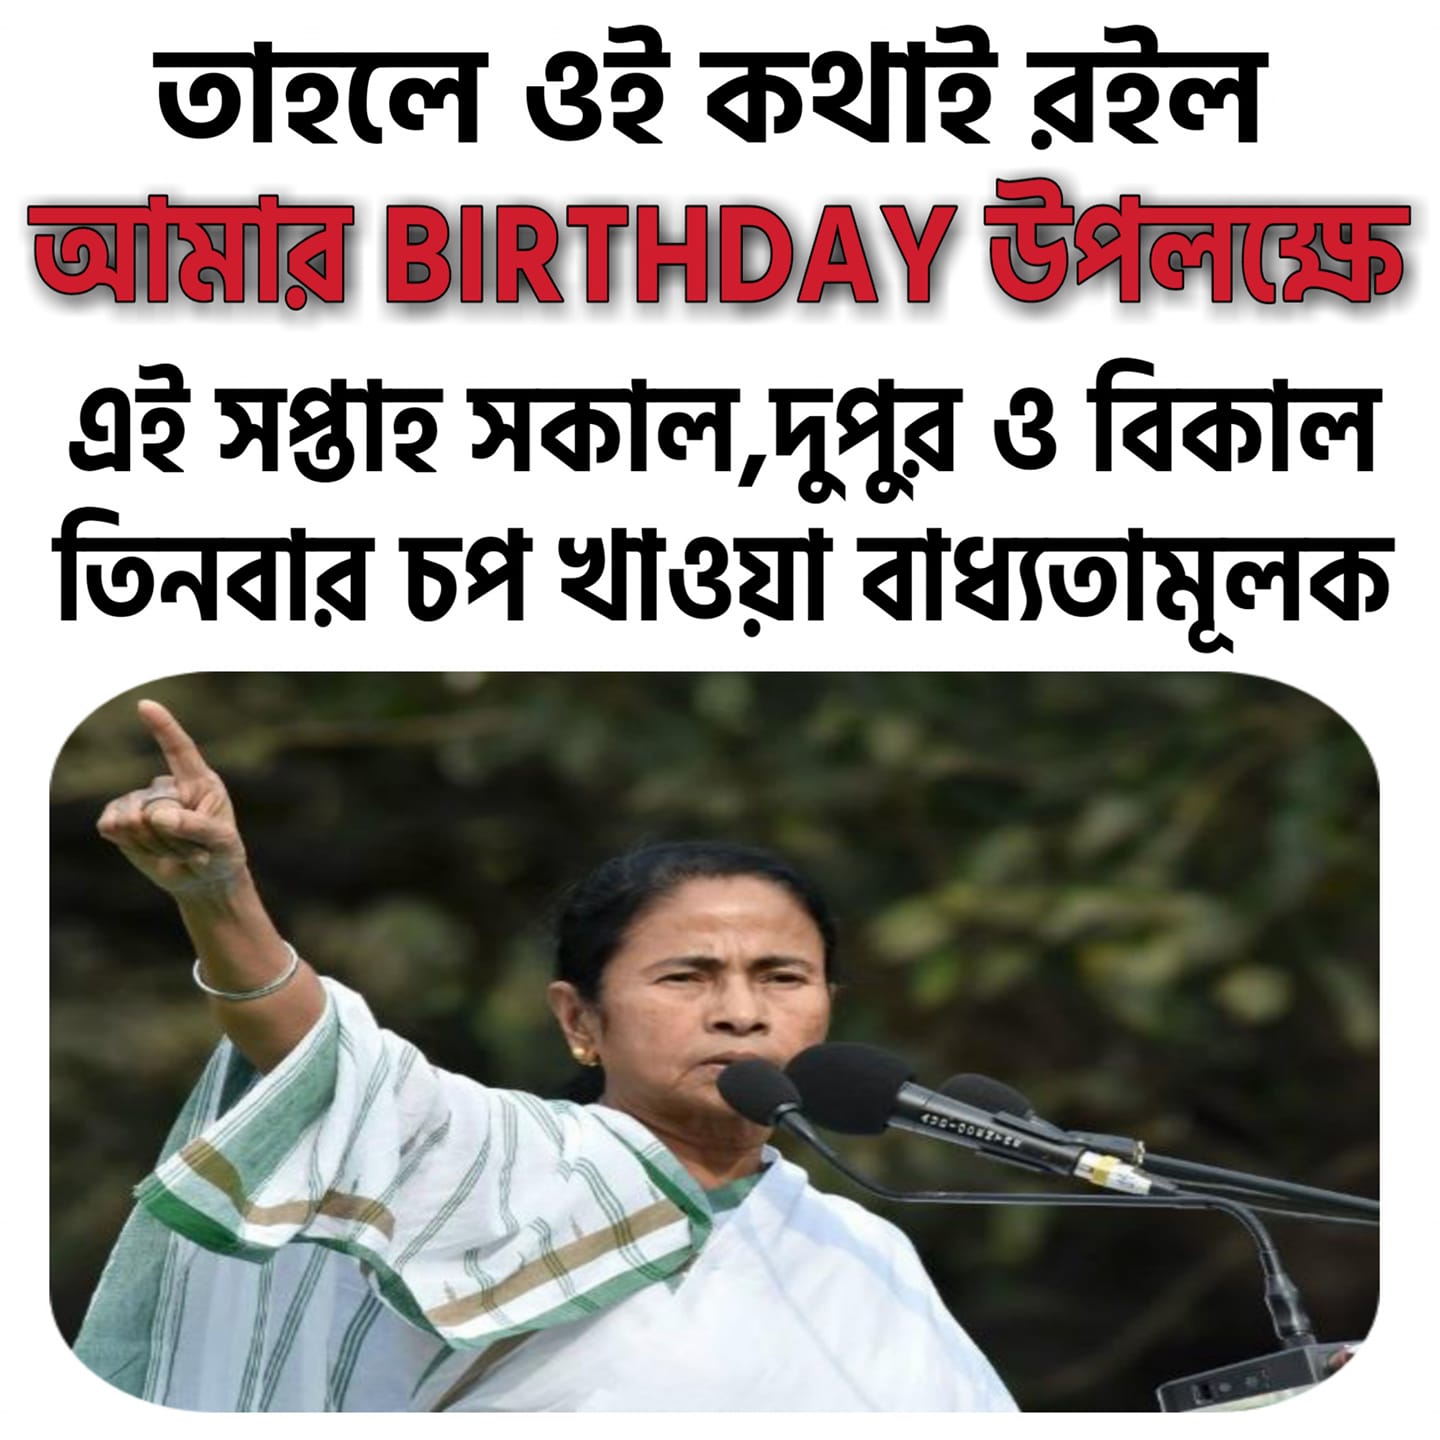 তাহলে ওই কথাই রইল
আমার BIRTHDAY উপলক্ষে
এই সপ্তাহ সকাল,দুপুর ও বিকাল
তিনবার চপ খাওয়া বাধ্যতামূলক